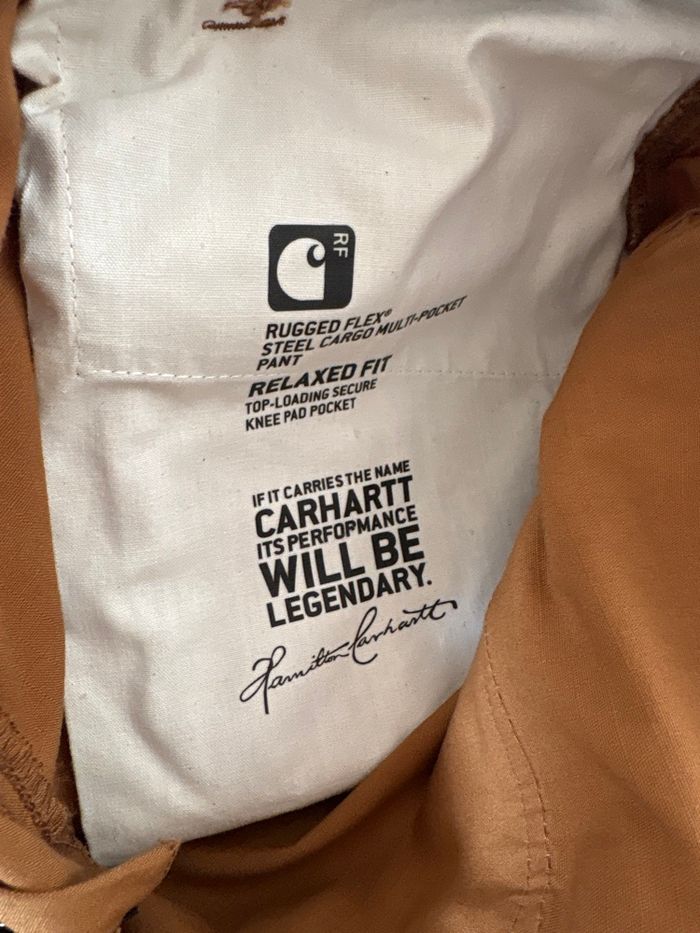 RF
RUGGED FLEX®
STEEL CARGO MULTI-POCKET
PANT
RELAXED FIT
TOP-LOADING SECURE
KNEE PAD POCKET
IF IT CARRIES THE NAME
CARHARTT
ITS PERFORMANCE
WILL BE
LEGENDARY.
Hamilton Carhartt